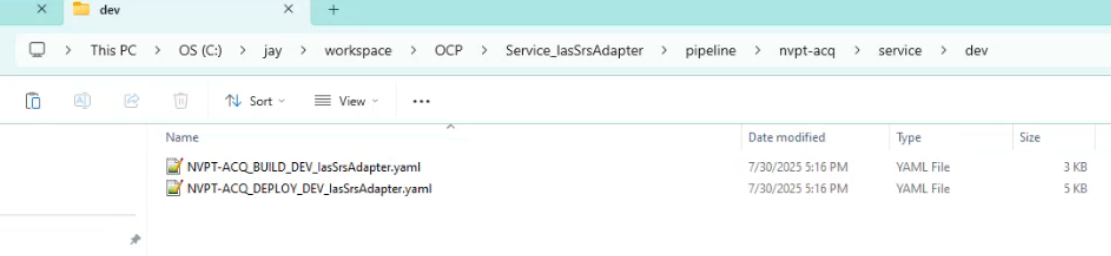 dev
This PC > OS (C:) > jay > workspace > OCP > Service_IasSrsAdapter > pipeline > nvpt-acq > service > dev
Sort View
Name Date modified Type Size
NVPT-ACQ_BUILD_DEV_IasSrsAdapter.yaml 7/30/2025 5:16 PM YAML File 3 KB
NVPT-ACQ_DEPLOY_DEV_IasSrsAdapter.yaml 7/30/2025 5:16 PM YAML File 5 KB